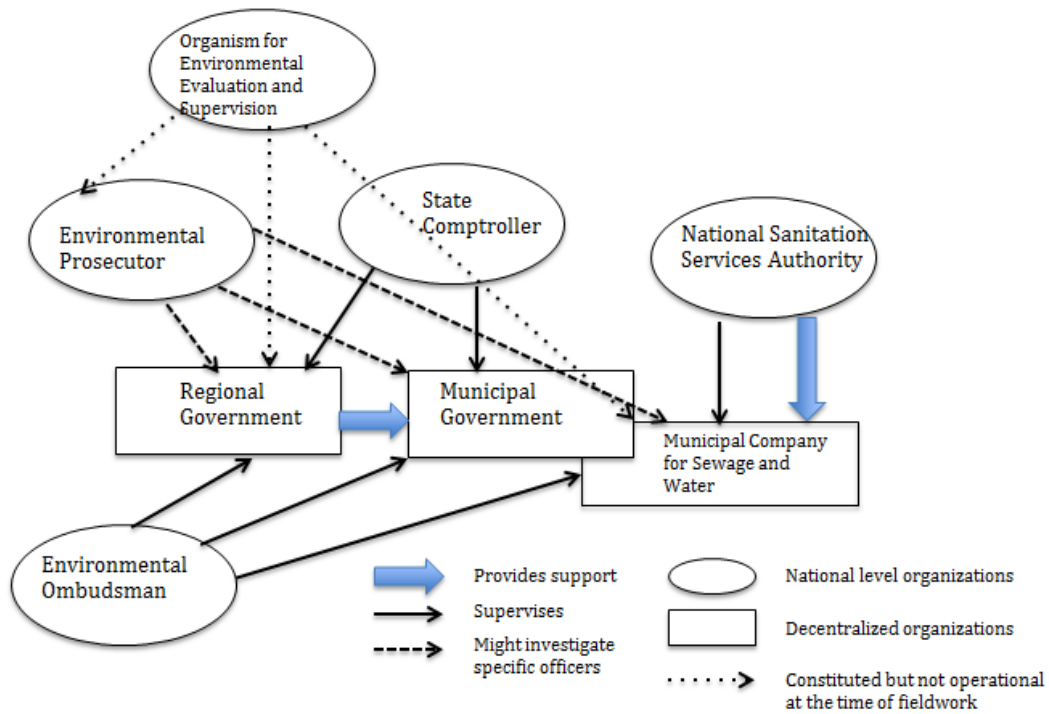 Organism for
Environmental
Evaluation and
Supervision
State
Comptroller
Environmental
Prosecutor
National Sanitation
Services Authority
Regional
Government
Municipal
Government
Municipal Company
for Sewage and
Water
Environmental
Ombudsman
Provides support
Supervises
Might investigate
specific officers
National level organizations
Decentralized organizations
Constituted but not operational
at the time of fieldwork